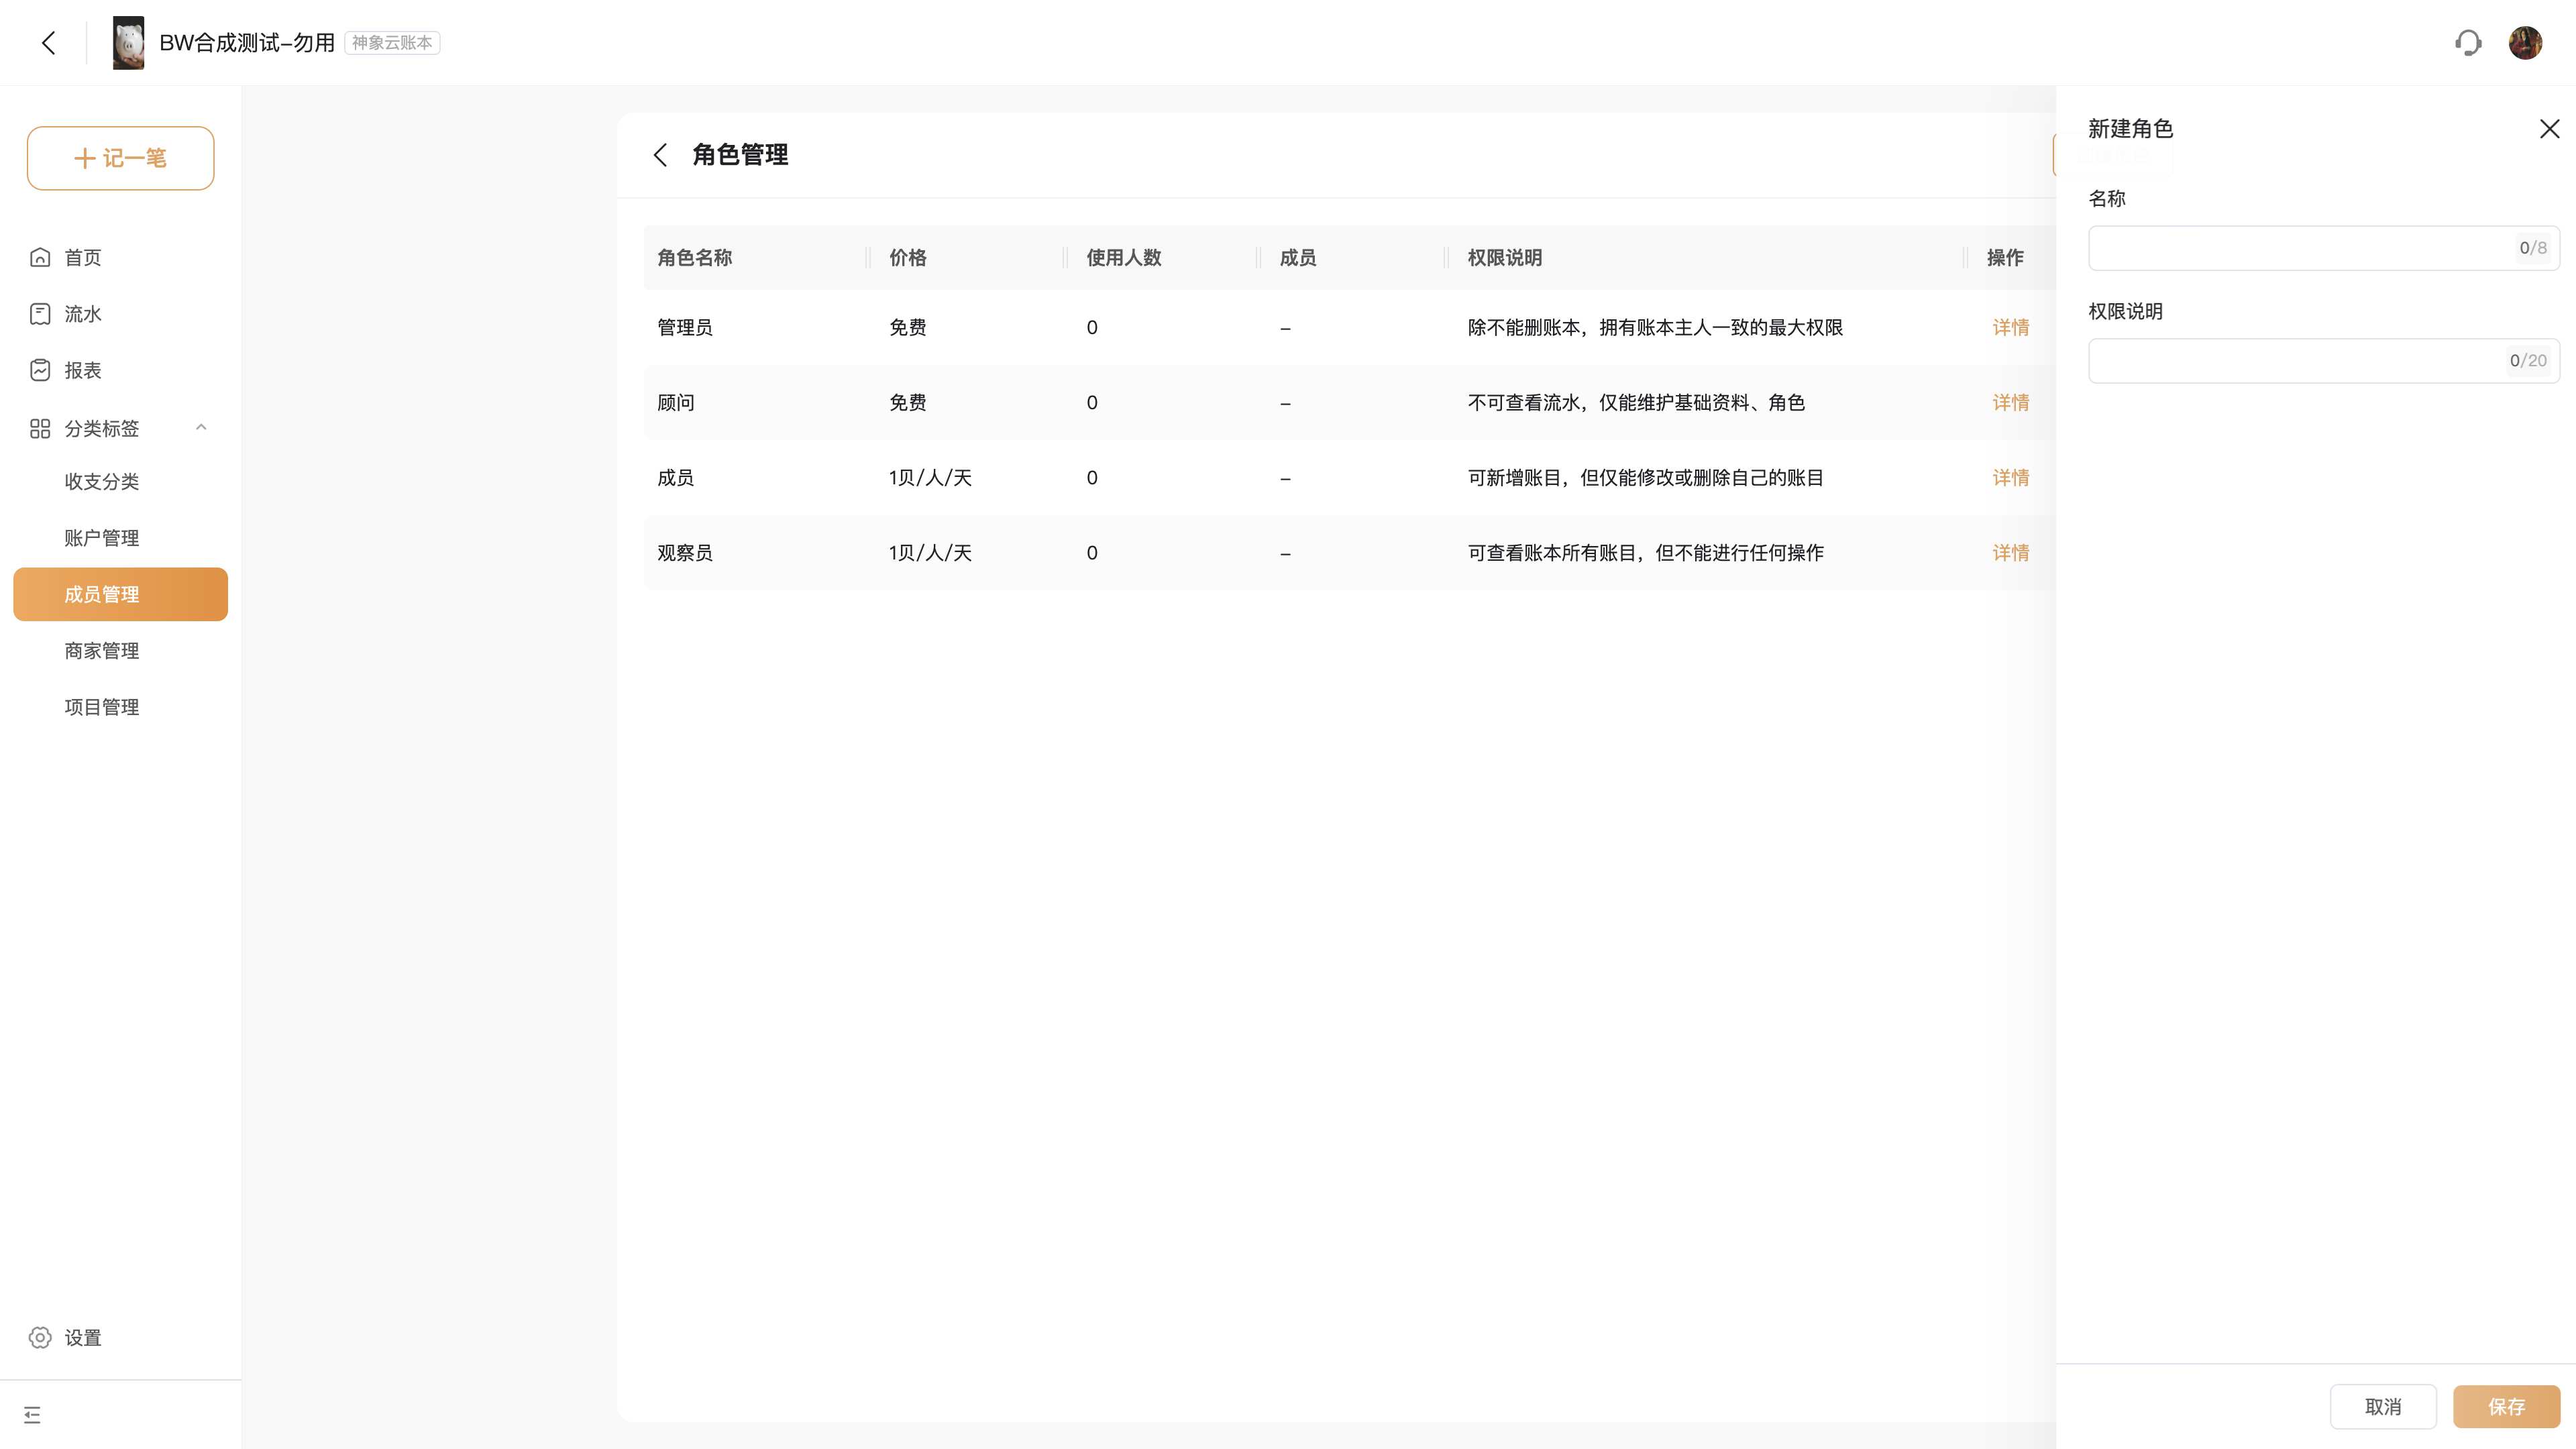 BW合成测试-勿用 神象云账本
记一笔
首页
流水
报表
分类标签
收支分类
账户管理
成员管理
商家管理
项目管理
设置
角色管理
角色名称 价格 使用人数 成员 权限说明 操作
管理员 免费 0 – 除不能删账本，拥有账本主人一致的最大权限 详情
顾问 免费 0 – 不可查看流水，仅能维护基础资料、角色 详情
成员 1贝/人/天 0 – 可新增账目，但仅能修改或删除自己的账目 详情
观察员 1贝/人/天 0 – 可查看账本所有账目，但不能进行任何操作 详情
新建角色
名称
0/8
权限说明
0/20
取消 保存